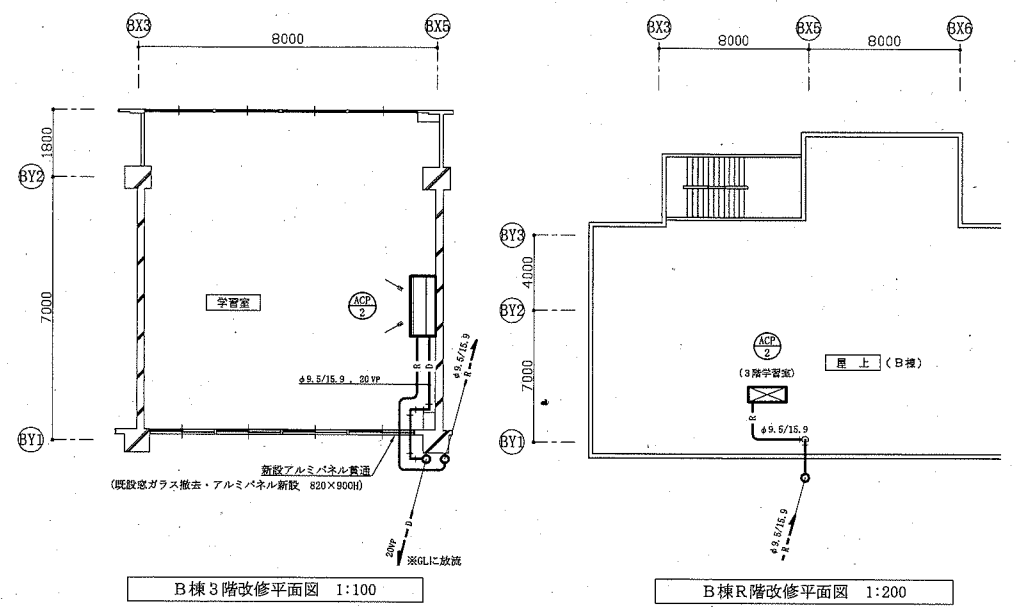 BX3
BX5
8000
1800
BY2
7000
BY1
学習室
ACP
2
R
D
φ9.5/15.9 , 20VP
φ9.5/15.9
R
新設アルミパネル貫通
(既設窓ガラス撤去・アルミパネル新設 820×900H)
D
20VP
※GLに放流
B棟3階改修平面図 1:100
BX3
BX5
BX6
8000
8000
BY3
4000
BY2
7000
BY1
ACP
2
(3階学習室)
屋上
(B棟)
R
φ9.5/15.9
φ9.5/15.9
R
B棟R階改修平面図 1:200